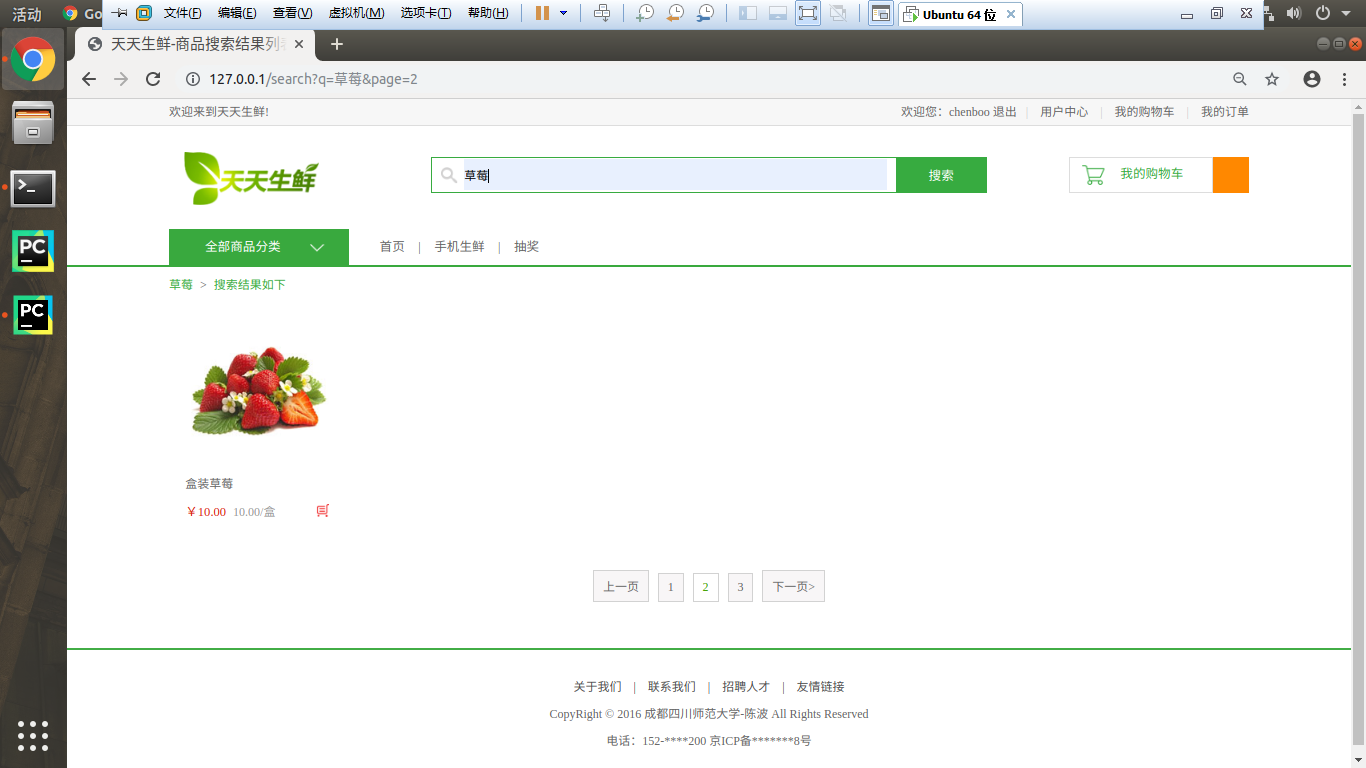 活动 Go 文件(F) 编辑(E) 查看(V) 虚拟机(M) 选项卡(T) 帮助(H) Ubuntu 64 位
天天生鲜-商品搜索结果列
127.0.0.1/search?q=草莓&page=2
欢迎来到天天生鲜! 欢迎您：chenboo 退出 | 用户中心 | 我的购物车 | 我的订单
天天生鲜 草莓 搜索 我的购物车
全部商品分类 首页 | 手机生鲜 | 抽奖
草莓 > 搜索结果如下
PC
PC
盒装草莓
￥10.00 10.00/盒
上一页 1 2 3 下一页>
关于我们 | 联系我们 | 招聘人才 | 友情链接
CopyRight © 2016 成都四川师范大学-陈波 All Rights Reserved
电话：152-****200 京ICP备*******8号